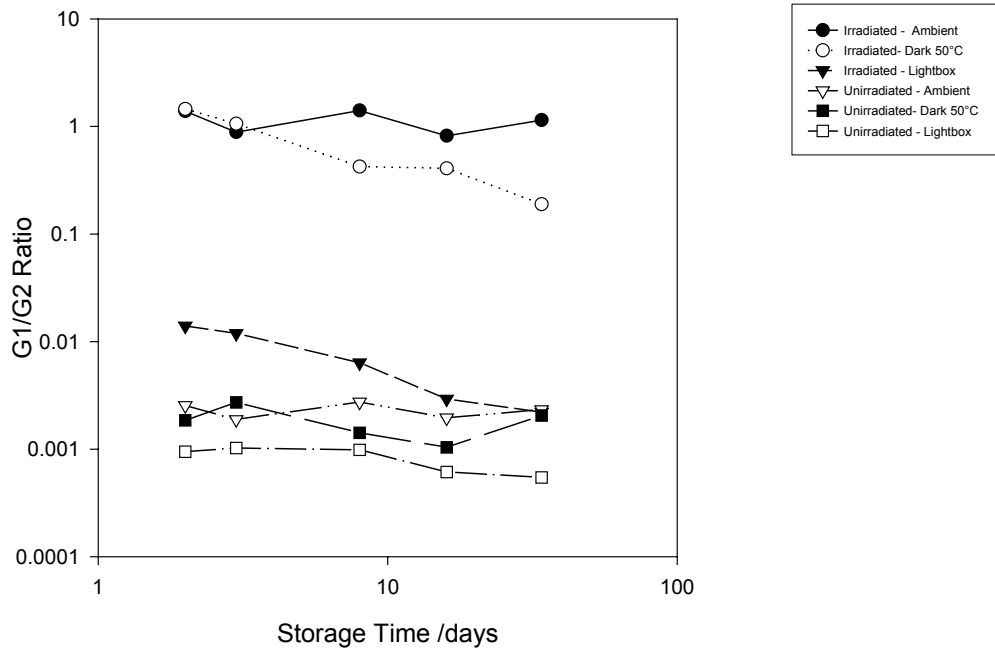 10
1
0.1
0.01
0.001
0.0001
G1/G2 Ratio
1
10
100
Storage Time /days
Irradiated - Ambient
Irradiated- Dark 50°C
Irradiated - Lightbox
Unirradiated - Ambient
Unirradiated- Dark 50°C
Unirradiated - Lightbox